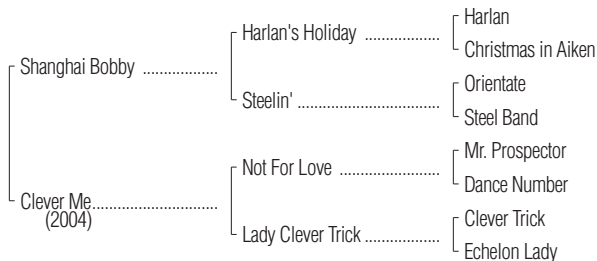 Harlan
Harlan's Holiday ..................
Christmas in Aiken
Shanghai Bobby ..................
Orientate
Steelin' ..................................
Steel Band
Mr. Prospector
Not For Love ........................
Dance Number
Clever Me..............................
(2004)
Clever Trick
Lady Clever Trick ..................
Echelon Lady